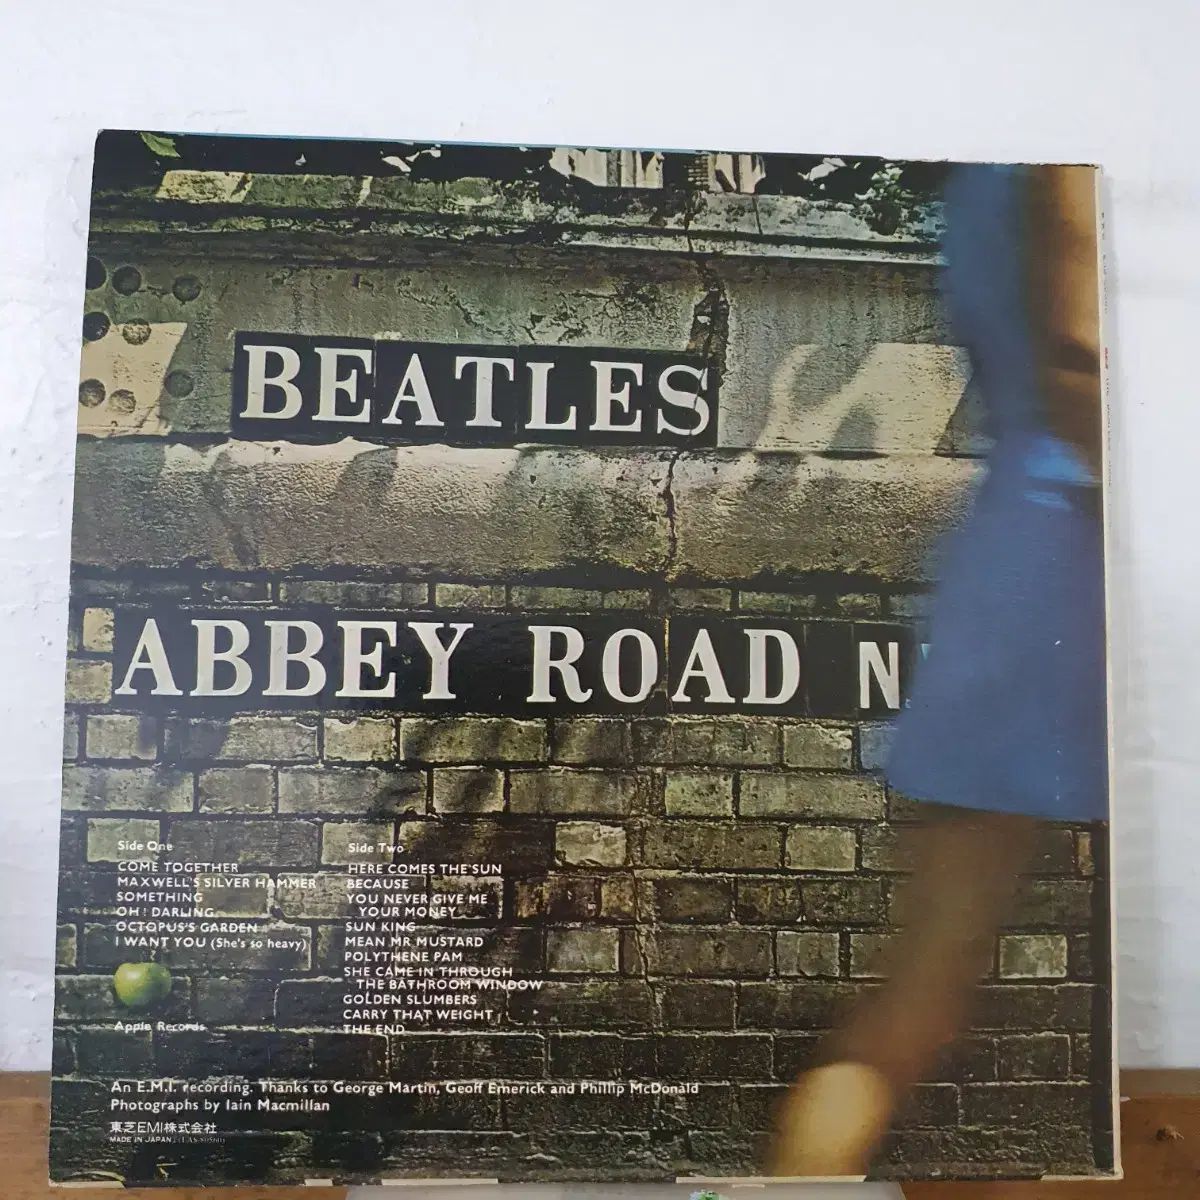 BEATLES
ABBEY ROAD N
Side One
COME TOGETHER
MAXWELL'S SILVER HAMMER
SOMETHING
OH! DARLING
OCTOPUS'S GARDEN
I WANT YOU (She's so heavy)
Apple Records
Side Two
HERE COMES THE SUN
BECAUSE
YOU NEVER GIVE ME
YOUR MONEY
SUN KING
MEAN MR MUSTARD
POLYTHENE PAM
SHE CAME IN THROUGH
THE BATHROOM WINDOW
GOLDEN SLUMBERS
CARRY THAT WEIGHT
THE END
An E.M.I. recording. Thanks to George Martin, Geoff Emerick and Phillip McDonald
Photographs by Iain Macmillan
東芝EMI株式会社
MADE IN JAPAN